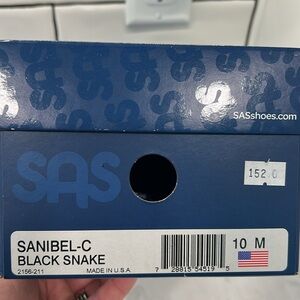 SASshoes.com
SAS
152.0
SANIBEL-C
BLACK SNAKE
2156-211
MADE IN U.S.A
7 28815 54519 5
10 M